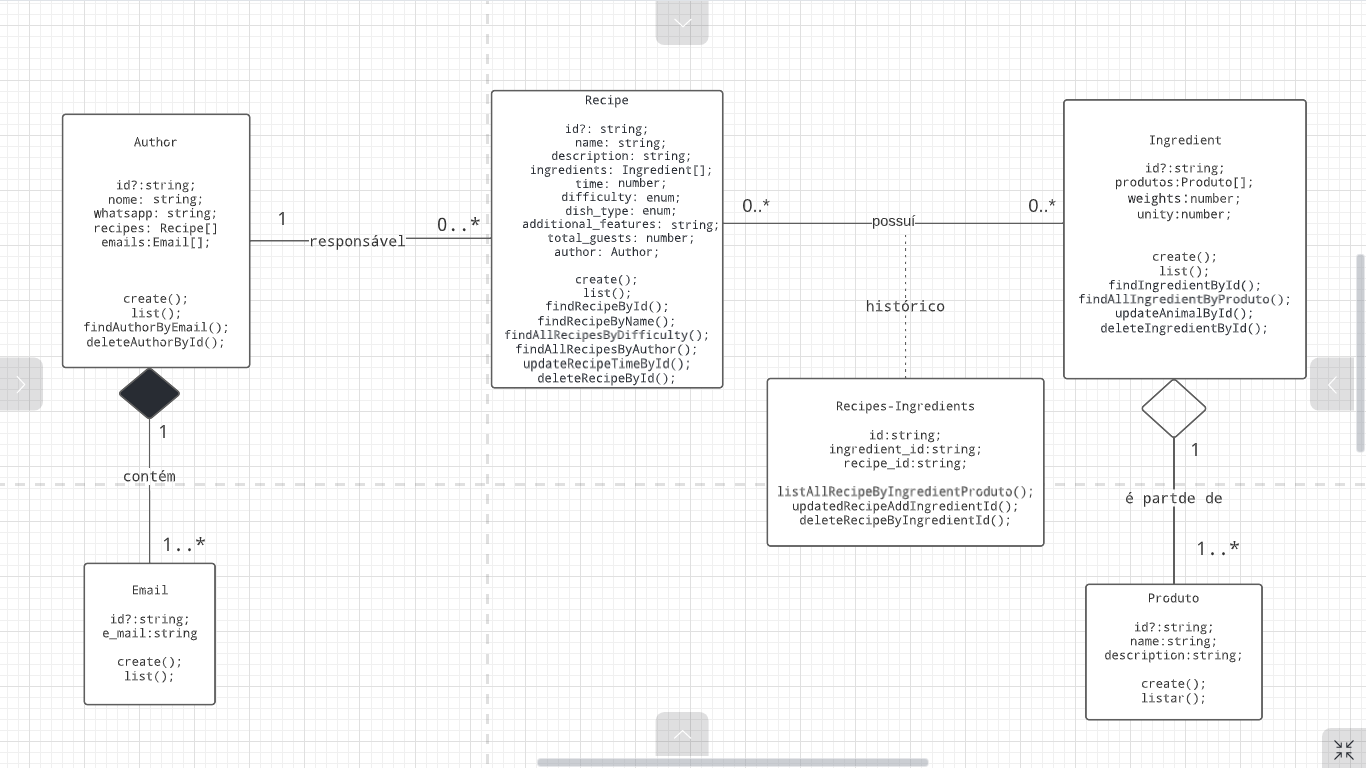 Author
id?:string;
nome: string;
whatsapp: string;
recipes: Recipe[]
emails:Email[];
create();
list();
findAuthorByEmail();
deleteAuthorById();
1
responsável
0..*
Recipe
id?: string;
name: string;
description: string;
ingredients: Ingredient[];
time: number;
difficulty: enum;
dish_type: enum;
additional_features: string;
total_guests: number;
author: Author;
create();
list();
findRecipeById();
findRecipeByName();
findAllRecipesByDifficulty();
findAllRecipesByAuthor();
updateRecipeTimeById();
deleteRecipeById();
0..*
possuí
0..*
histórico
Ingredient
id?:string;
produtos:Produto[];
weights:number;
unity:number;
create();
list();
findIngredientById();
findAllIngredientByProduto();
updateAnimalById();
deleteIngredientById();
Recipes-Ingredients
id:string;
ingredient_id:string;
recipe_id:string;
listAllRecipeByIngredientProduto();
updatedRecipeAddIngredientId();
deleteRecipeByIngredientId();
1
contém
1..*
Email
id?:string;
e_mail:string
create();
list();
1
é partde de
1..*
Produto
id?:string;
name:string;
description:string;
create();
listar();